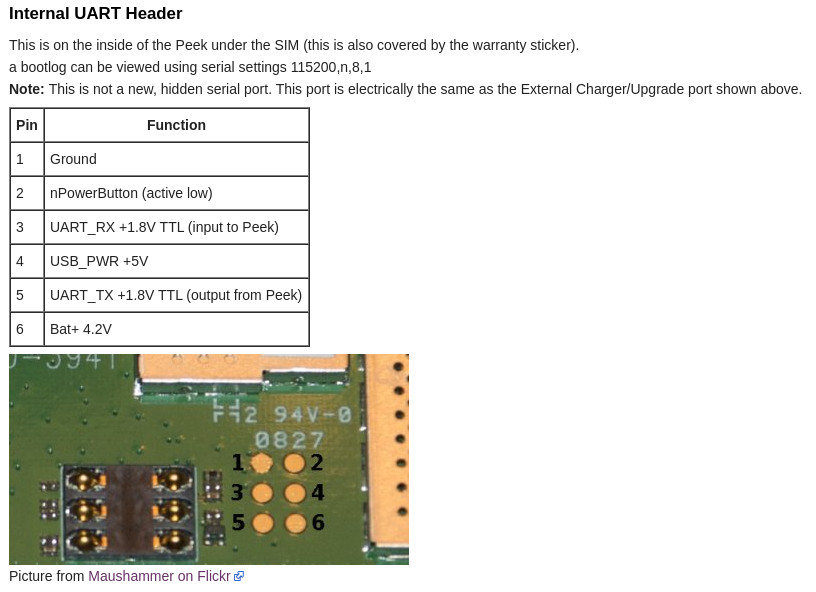 Internal UART Header
This is on the inside of the Peek under the SIM (this is also covered by the warranty sticker).
a bootlog can be viewed using serial settings 115200,n,8,1
Note: This is not a new, hidden serial port. This port is electrically the same as the External Charger/Upgrade port shown above.
Pin Function
1 Ground
2 nPowerButton (active low)
3 UART_RX +1.8V TTL (input to Peek)
4 USB_PWR +5V
5 UART_TX +1.8V TTL (output from Peek)
6 Bat+ 4.2V
94V-0
0827
1 2
3 4
5 6
Picture from Maushammer on Flickr